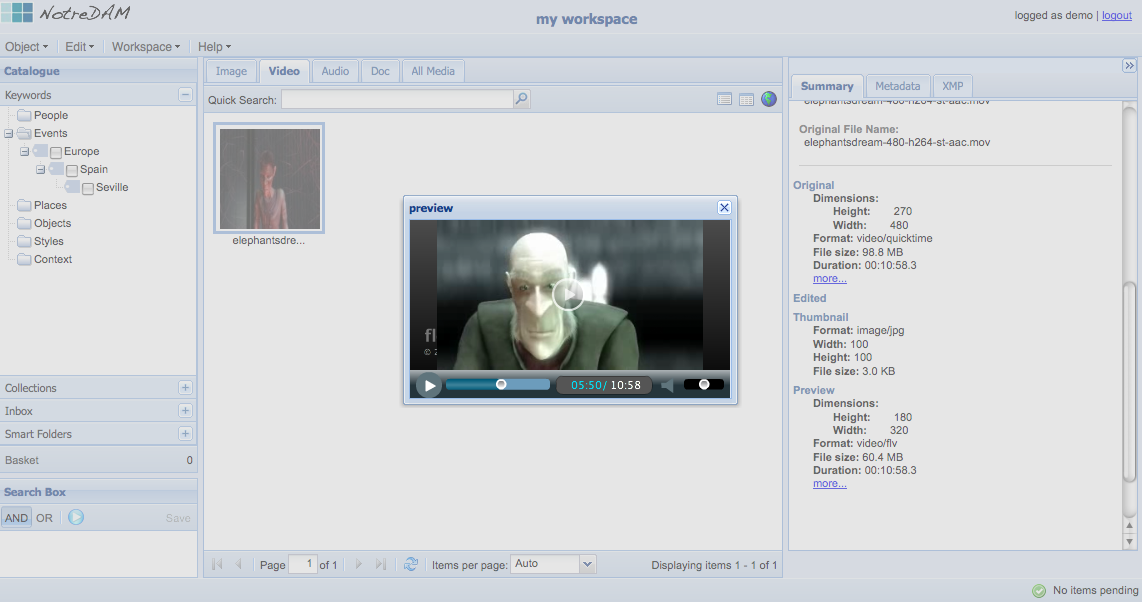 NotreDAM
my workspace
logged as demo | logout
Object Edit Workspace Help
Catalogue
Keywords
People
Events
Europe
Spain
Seville
Places
Objects
Styles
Context
Collections
Inbox
Smart Folders
Basket 0
Search Box
AND OR Save
Image Video Audio Doc All Media
Quick Search:
elephantsdre...
preview
fl
© 2
05:50/ 10:58
Page 1 of 1 Items per page: Auto Displaying items 1 - 1 of 1
Summary Metadata XMP
elephantsdream-480-h264-st-aac.mov
Original File Name:
elephantsdream-480-h264-st-aac.mov
Original
Dimensions:
Height: 270
Width: 480
Format: video/quicktime
File size: 98.8 MB
Duration: 00:10:58.3
more...
Edited
Thumbnail
Format: image/jpg
Width: 100
Height: 100
File size: 3.0 KB
Preview
Dimensions:
Height: 180
Width: 320
Format: video/flv
File size: 60.4 MB
Duration: 00:10:58.3
more...
No items pending